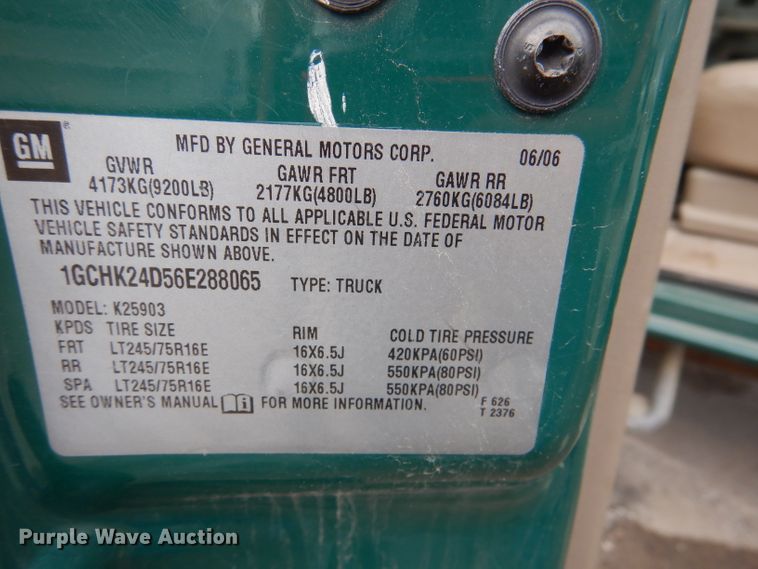 GM ® MFD BY GENERAL MOTORS CORP. 06/06
GVWR GAWR FRT GAWR RR
4173KG(9200LB) 2177KG(4800LB) 2760KG(6084LB)
THIS VEHICLE CONFORMS TO ALL APPLICABLE U.S. FEDERAL MOTOR
VEHICLE SAFETY STANDARDS IN EFFECT ON THE DATE OF
MANUFACTURE SHOWN ABOVE.
1GCHK24D56E288065 TYPE: TRUCK
MODEL: K25903
KPDS TIRE SIZE RIM COLD TIRE PRESSURE
FRT LT245/75R16E 16X6.5J 420KPA(60PSI)
RR LT245/75R16E 16X6.5J 550KPA(80PSI)
SPA LT245/75R16E 16X6.5J 550KPA(80PSI)
SEE OWNER'S MANUAL FOR MORE INFORMATION. F 626
T 2376
Purple Wave Auction